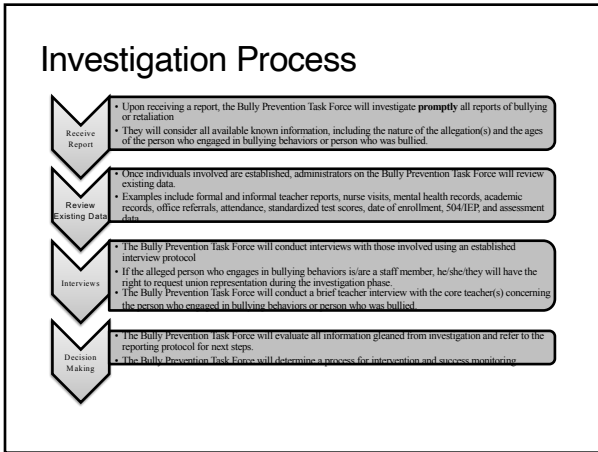 Investigation Process
Receive
Report
• Upon receiving a report, the Bully Prevention Task Force will investigate promptly all reports of bullying
or retaliation
• They will consider all available known information, including the nature of the allegation(s) and the ages
of the person who engaged in bullying behaviors or person who was bullied.
Review
Existing Data
• Once individuals involved are established, administrators on the Bully Prevention Task Force will review
existing data.
• Examples include formal and informal teacher reports, nurse visits, mental health records, academic
records, office referrals, attendance, standardized test scores, date of enrollment, 504/IEP, and assessment
data.
Interviews
• The Bully Prevention Task Force will conduct interviews with those involved using an established
interview protocol
• If the alleged person who engages in bullying behaviors is/are a staff member, he/she/they will have the
right to request union representation during the investigation phase.
• The Bully Prevention Task Force will conduct a brief teacher interview with the core teacher(s) concerning
the person who engaged in bullying behaviors or person who was bullied.
Decision
Making
• The Bully Prevention Task Force will evaluate all information gleaned from investigation and refer to the
reporting protocol for next steps.
• The Bully Prevention Task Force will determine a process for intervention and success monitoring